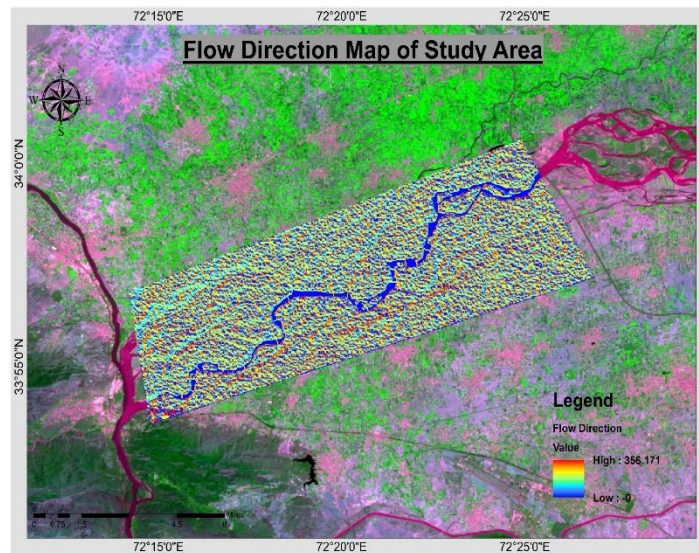 72°15'0"E 72°20'0"E 72°25'0"E
Flow Direction Map of Study Area
N
W E
S
34°0'0"N
33°55'0"N
Legend
Flow Direction
Value
High : 356.171
Low : -0
0 0.75 1.5 4.5 6
72°15'0"E 72°20'0"E 72°25'0"E